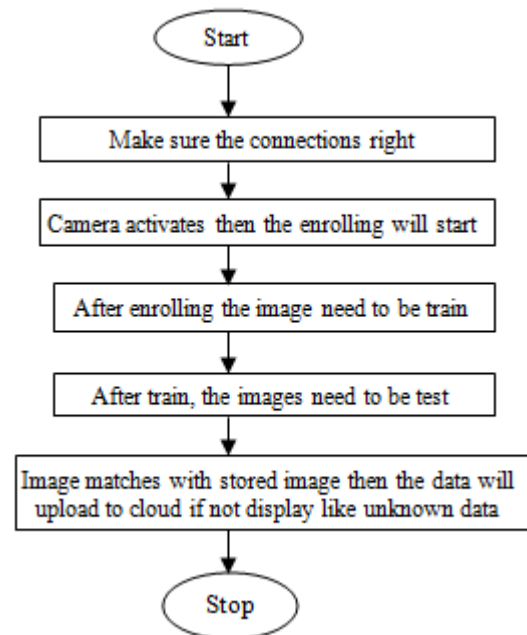 Start
Make sure the connections right
Camera activates then the enrolling will start
After enrolling the image need to be train
After train, the images need to be test
Image matches with stored image then the data will
upload to cloud if not display like unknown data
Stop